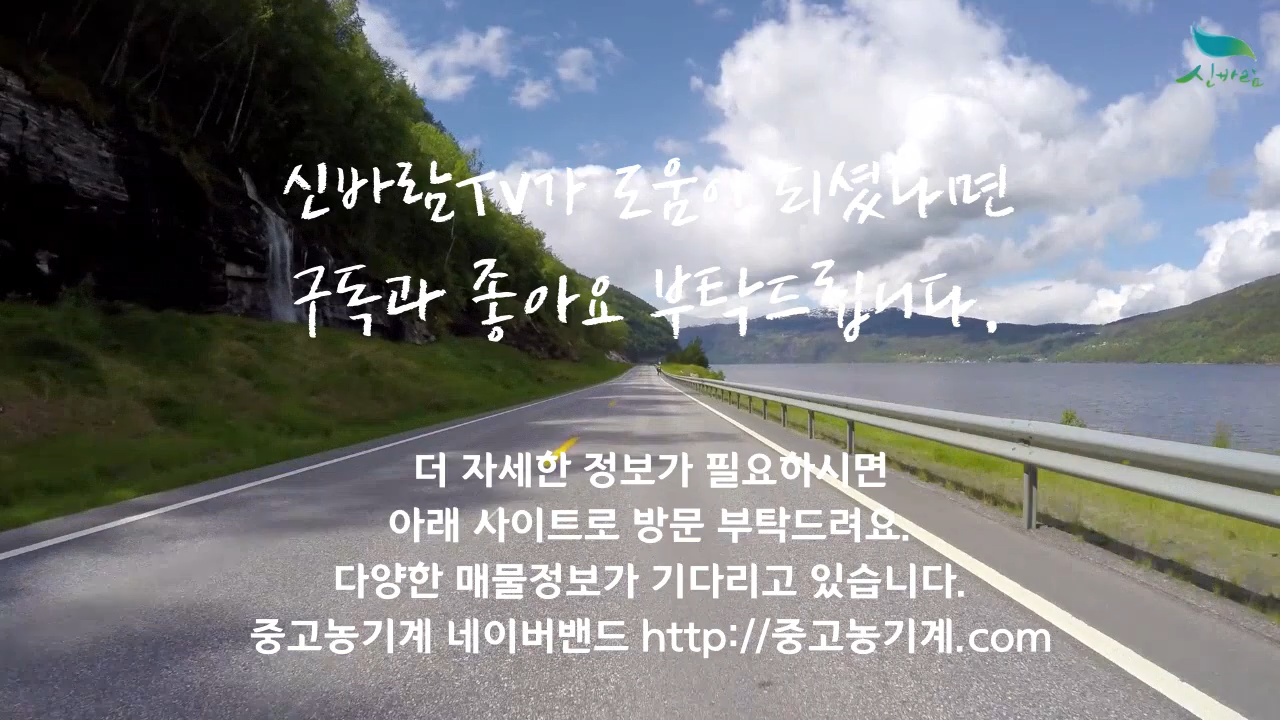 신바람
신바람TV가 도움이 되셨다면
구독과 좋아요 부탁드립니다.
더 자세한 정보가 필요하시면
아래 사이트로 방문 부탁드려요.
다양한 매물정보가 기다리고 있습니다.
중고농기계 네이버밴드 http://중고농기계.com